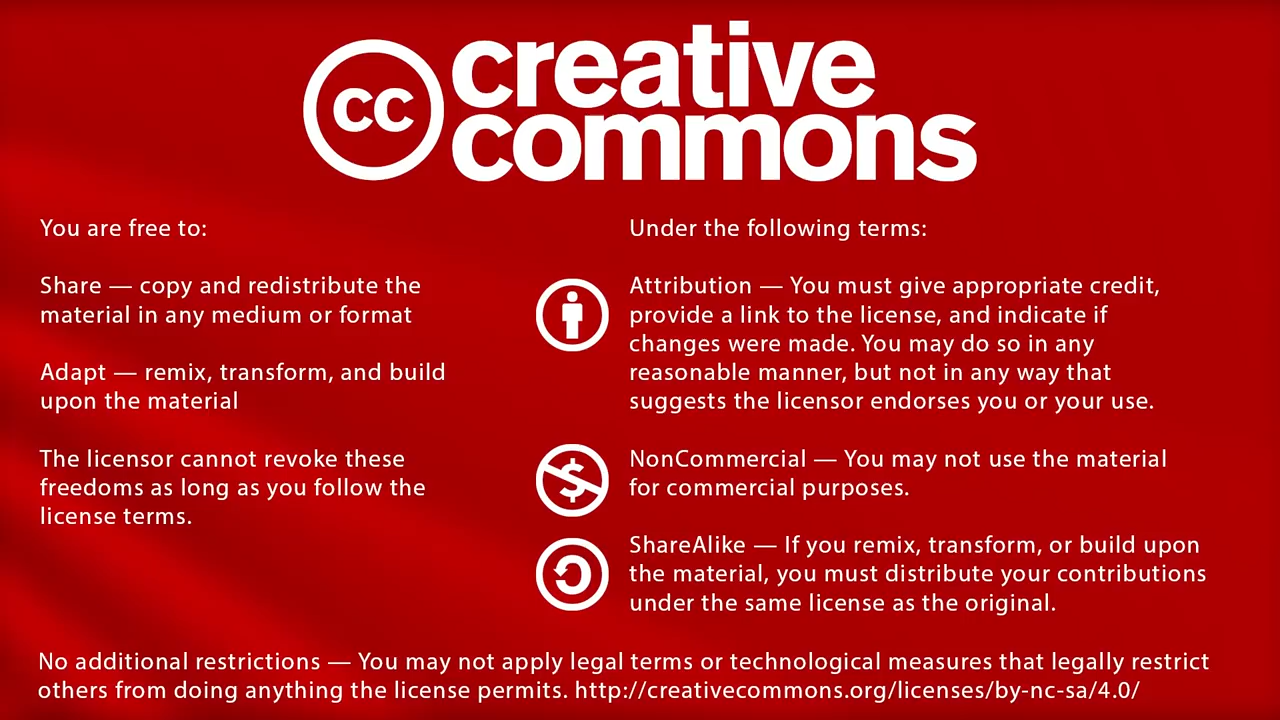 cc creative
commons
You are free to:
Share — copy and redistribute the
material in any medium or format
Adapt — remix, transform, and build
upon the material
The licensor cannot revoke these
freedoms as long as you follow the
license terms.
Under the following terms:
Attribution — You must give appropriate credit,
provide a link to the license, and indicate if
changes were made. You may do so in any
reasonable manner, but not in any way that
suggests the licensor endorses you or your use.
NonCommercial — You may not use the material
for commercial purposes.
ShareAlike — If you remix, transform, or build upon
the material, you must distribute your contributions
under the same license as the original.
No additional restrictions — You may not apply legal terms or technological measures that legally restrict
others from doing anything the license permits. http://creativecommons.org/licenses/by-nc-sa/4.0/